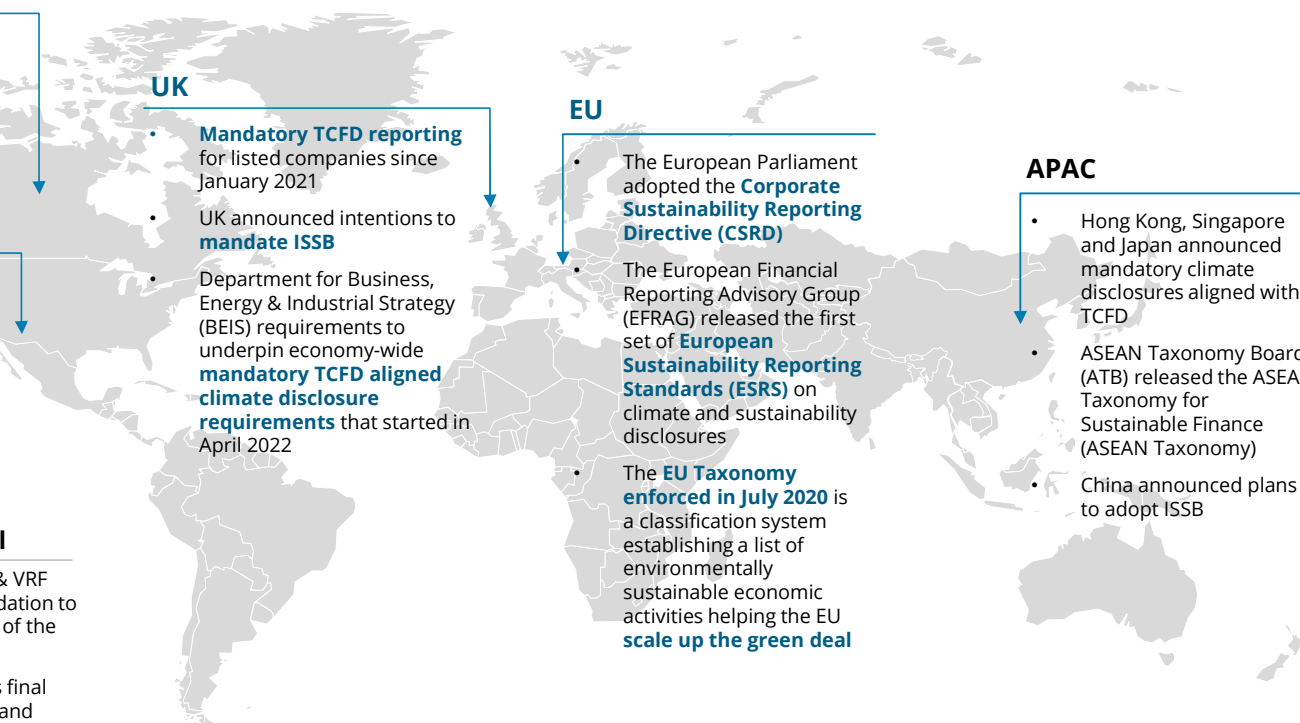 UK
• Mandatory TCFD reporting
for listed companies since
January 2021
• UK announced intentions to
mandate ISSB
• Department for Business,
Energy & Industrial Strategy
(BEIS) requirements to
underpin economy-wide
mandatory TCFD aligned
climate disclosure
requirements that started in
April 2022
EU
• The European Parliament
adopted the Corporate
Sustainability Reporting
Directive (CSRD)
• The European Financial
Reporting Advisory Group
(EFRAG) released the first
set of European
Sustainability Reporting
Standards (ESRS) on
climate and sustainability
disclosures
• The EU Taxonomy
enforced in July 2020 is
a classification system
establishing a list of
environmentally
sustainable economic
activities helping the EU
scale up the green deal
APAC
• Hong Kong, Singapore
and Japan announced
mandatory climate
disclosures aligned with
TCFD
• ASEAN Taxonomy
(ATB) released the
Taxonomy for
Sustainable Finance
(ASEAN Taxonomy)
• China announced plans
to adopt ISSB
& VRF
to
of the
final
and